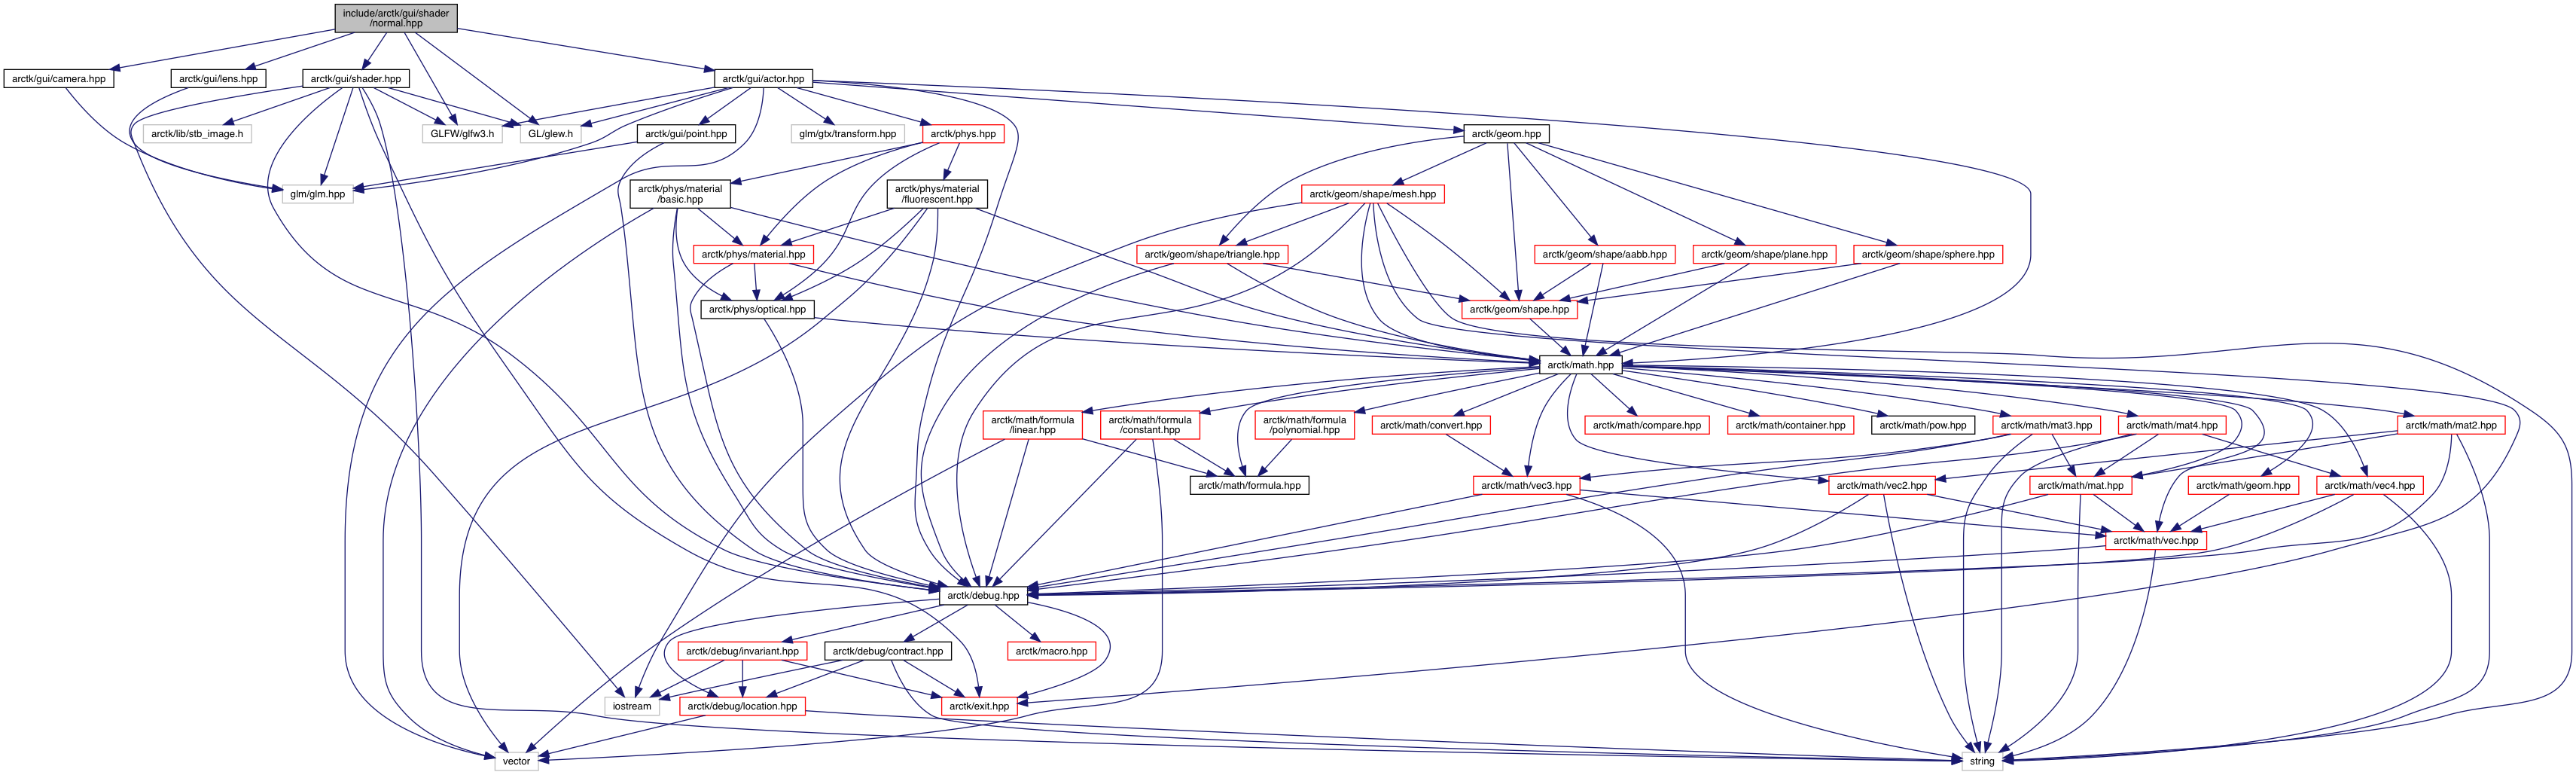 include/arctk/gui/shader
/normal.hpp
arctk/gui/camera.hpp
arctk/gui/lens.hpp
arctk/gui/shader.hpp
arctk/gui/actor.hpp
arctk/lib/stb_image.h
GLFW/glfw3.h
GL/glew.h
arctk/gui/point.hpp
glm/gtx/transform.hpp
arctk/phys.hpp
arctk/geom.hpp
glm/glm.hpp
arctk/phys/material
/basic.hpp
arctk/phys/material
/fluorescent.hpp
arctk/geom/shape/mesh.hpp
arctk/phys/material.hpp
arctk/geom/shape/triangle.hpp
arctk/geom/shape/aabb.hpp
arctk/geom/shape/plane.hpp
arctk/geom/shape/sphere.hpp
arctk/phys/optical.hpp
arctk/geom/shape.hpp
arctk/math.hpp
arctk/math/formula
/linear.hpp
arctk/math/formula
/constant.hpp
arctk/math/formula
/polynomial.hpp
arctk/math/convert.hpp
arctk/math/compare.hpp
arctk/math/container.hpp
arctk/math/pow.hpp
arctk/math/mat3.hpp
arctk/math/mat4.hpp
arctk/math/mat2.hpp
arctk/math/formula.hpp
arctk/math/vec3.hpp
arctk/math/vec2.hpp
arctk/math/mat.hpp
arctk/math/geom.hpp
arctk/math/vec4.hpp
arctk/math/vec.hpp
arctk/debug.hpp
arctk/debug/invariant.hpp
arctk/debug/contract.hpp
arctk/macro.hpp
iostream
arctk/debug/location.hpp
arctk/exit.hpp
vector
string